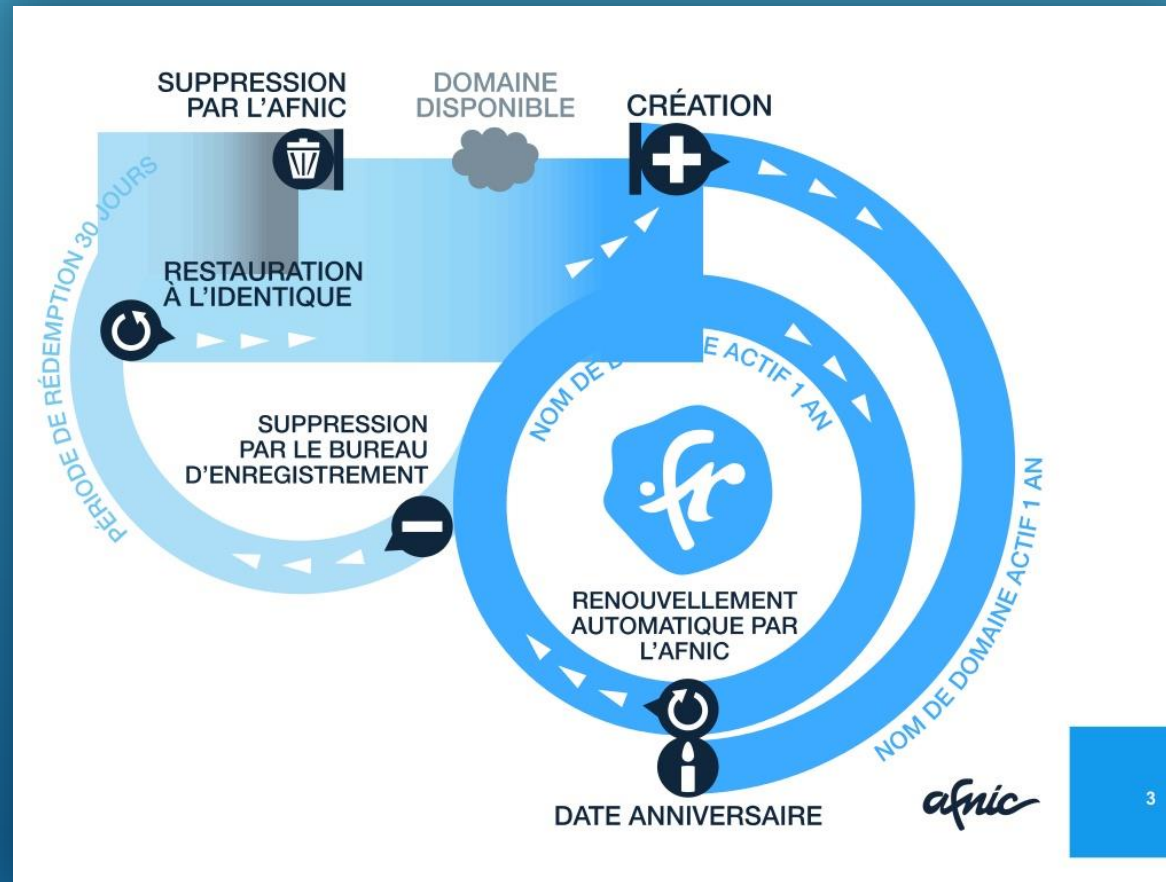 SUPPRESSION
PAR L'AFNIC
DOMAINE
DISPONIBLE
CRÉATION
PÉRIODE DE RÉDEMPTION 30 JOURS
RESTAURATION
À L'IDENTIQUE
SUPPRESSION
PAR LE BUREAU
D'ENREGISTREMENT
NOM DE D E ACTIF 1 AN
.fr
RENOUVELLEMENT
AUTOMATIQUE PAR
L'AFNIC
NOM DE DOMAINE ACTIF 1 AN
DATE ANNIVERSAIRE
afnic
3